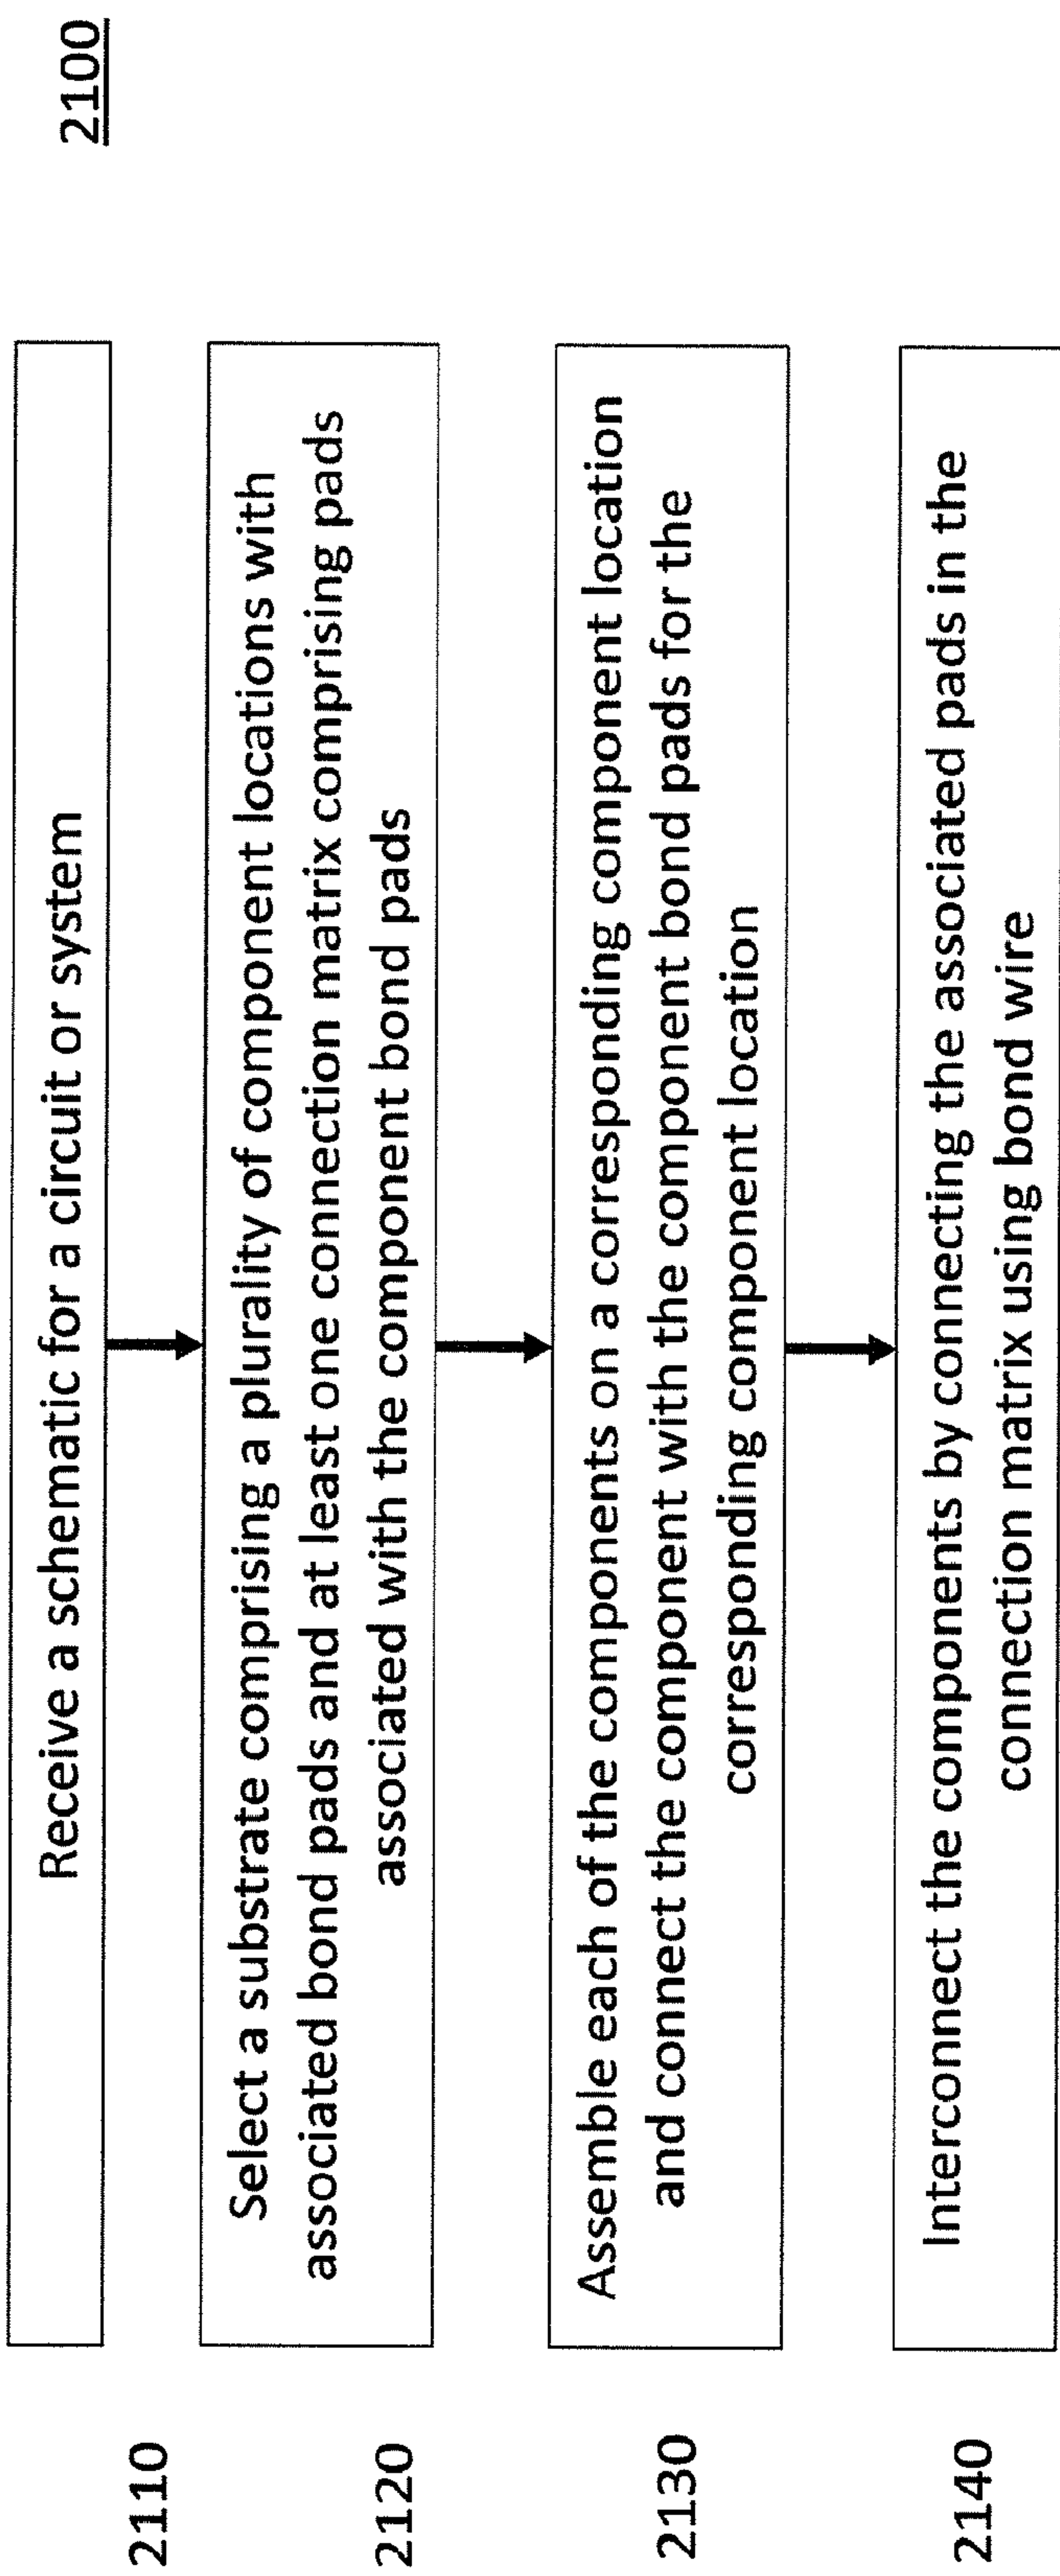 2100
Receive a schematic for a circuit or system
2110
Select a substrate comprising a plurality of component locations with
associated bond pads and at least one connection matrix comprising pads
associated with the component bond pads
2120
Assemble each of the components on a corresponding component location
and connect the component with the component bond pads for the
corresponding component location
2130
Interconnect the components by connecting the associated pads in the
connection matrix using bond wire
2140